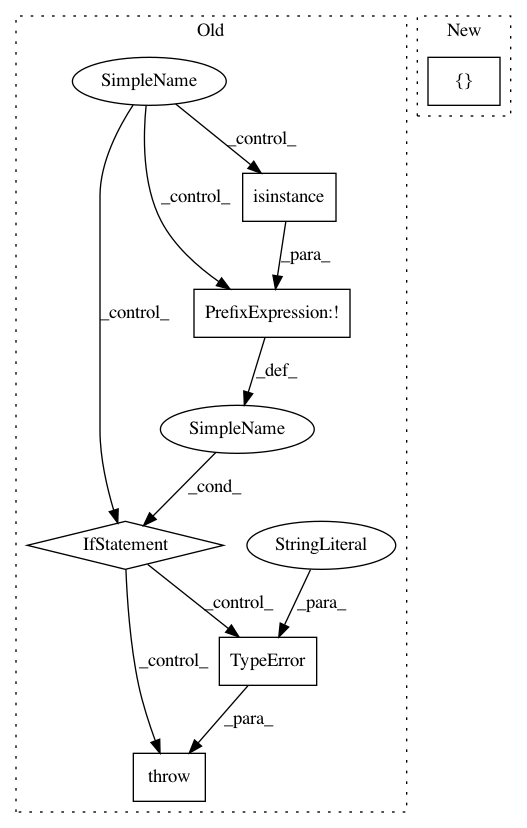 Old
New
SimpleName
{}
_control_
isinstance
_control_
_para_
_control_
PrefixExpression:!
_def_
SimpleName
_cond_
IfStatement
StringLiteral
_control_
_para_
_control_
TypeError
_para_
throw